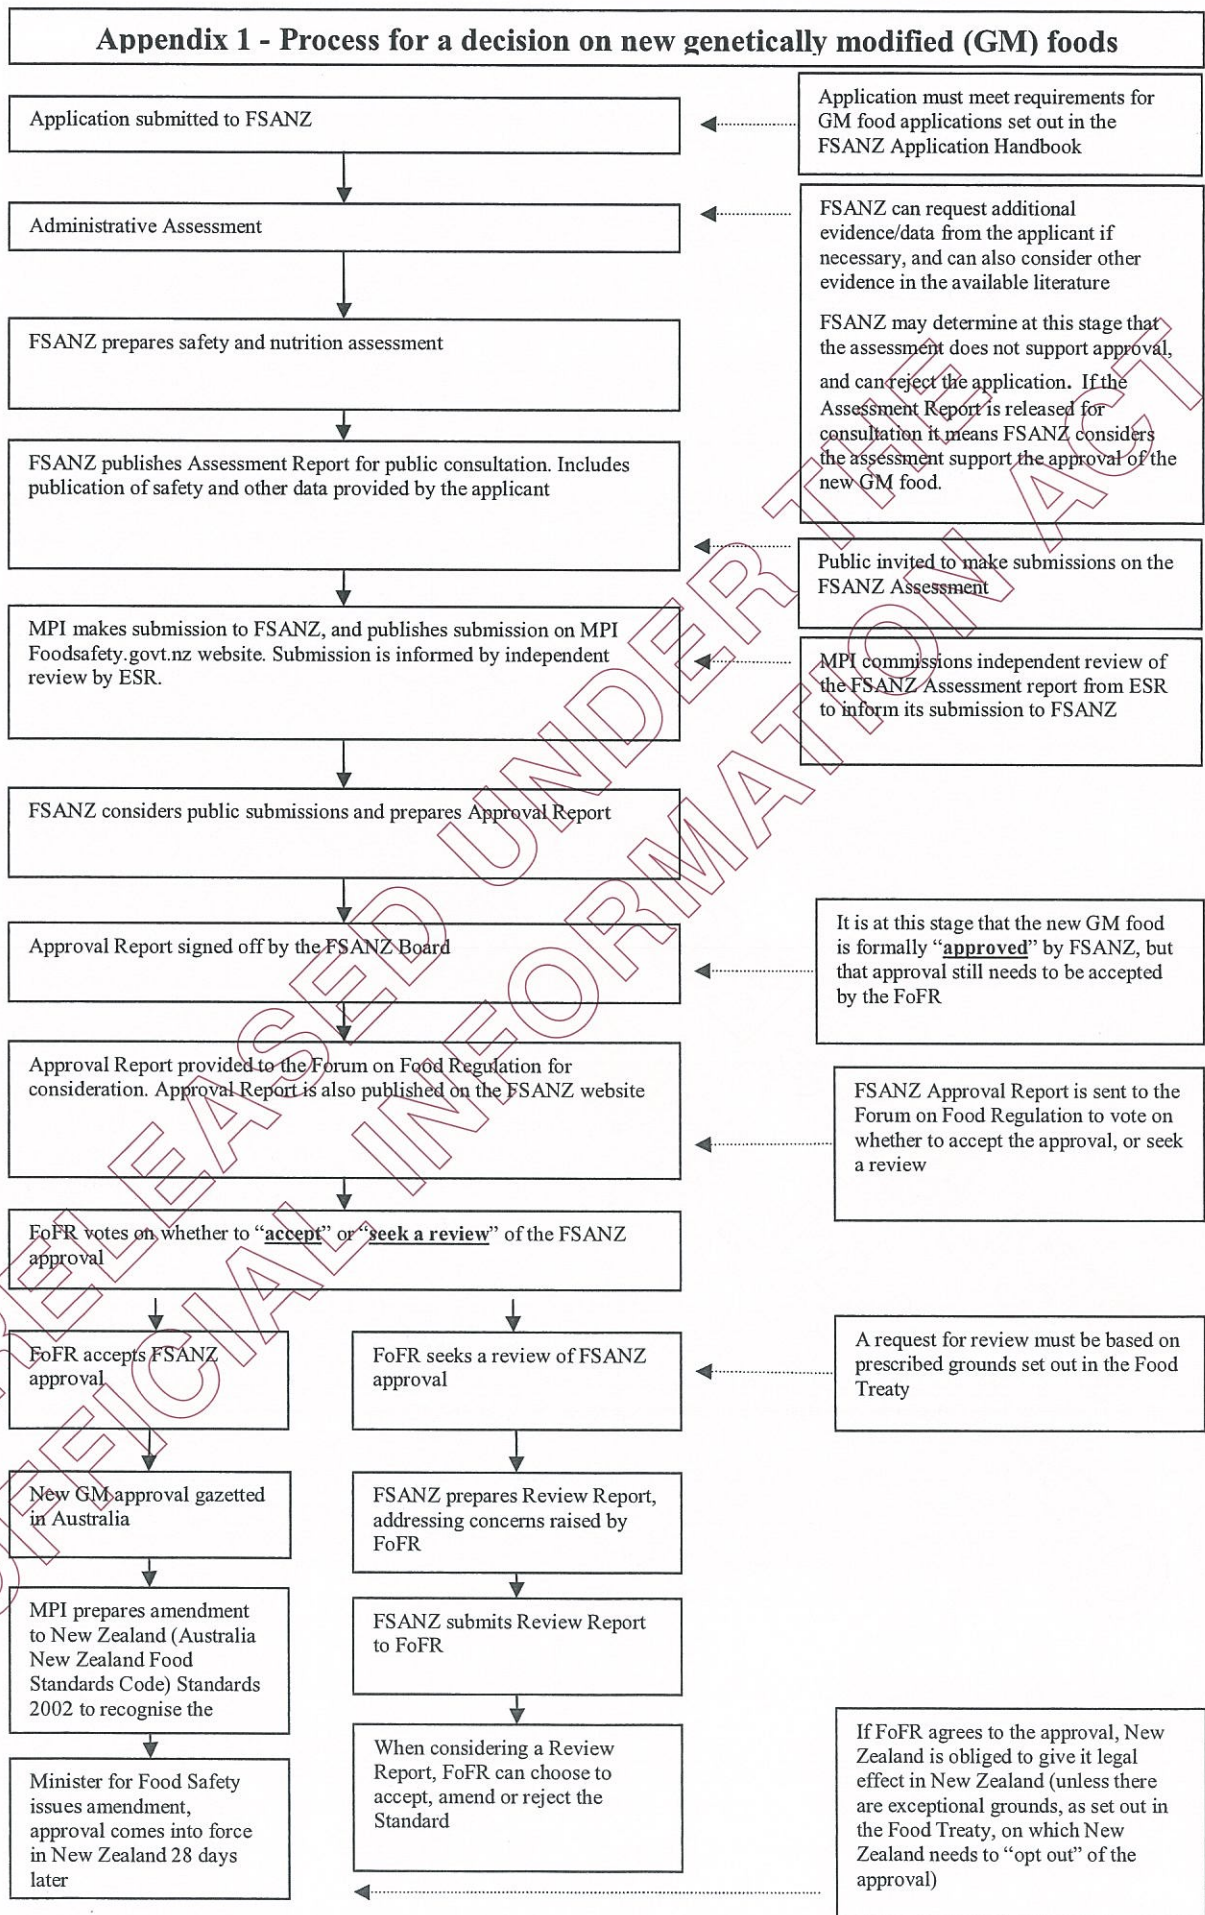 Appendix 1 - Process for a decision on new genetically modified (GM) foods
Application submitted to FSANZ
Application must meet requirements for
GM food applications set out in the
FSANZ Application Handbook
Administrative Assessment
FSANZ can request additional
evidence/data from the applicant if
necessary, and can also consider other
evidence in the available literature
FSANZ may determine at this stage that
the assessment does not support approval,
and can reject the application. If the
Assessment Report is released for
consultation it means FSANZ considers
the assessment support the approval of the
new GM food.
FSANZ prepares safety and nutrition assessment
FSANZ publishes Assessment Report for public consultation. Includes
publication of safety and other data provided by the applicant
Public invited to make submissions on the
FSANZ Assessment
MPI makes submission to FSANZ, and publishes submission on MPI
Foodsafety.govt.nz website. Submission is informed by independent
review by ESR.
MPI commissions independent review of
the FSANZ Assessment report from ESR
to inform its submission to FSANZ
FSANZ considers public submissions and prepares Approval Report
Approval Report signed off by the FSANZ Board
It is at this stage that the new GM food
is formally “approved” by FSANZ, but
that approval still needs to be accepted
by the FoFR
Approval Report provided to the Forum on Food Regulation for
consideration. Approval Report is also published on the FSANZ website
FSANZ Approval Report is sent to the
Forum on Food Regulation to vote on
whether to accept the approval, or seek
a review
FoFR votes on whether to “accept” or “seek a review” of the FSANZ
approval
FoFR accepts FSANZ
approval
FoFR seeks a review of FSANZ
approval
A request for review must be based on
prescribed grounds set out in the Food
Treaty
New GM approval gazetted
in Australia
FSANZ prepares Review Report,
addressing concerns raised by
FoFR
MPI prepares amendment
to New Zealand (Australia
New Zealand Food
Standards Code) Standards
2002 to recognise the
FSANZ submits Review Report
to FoFR
Minister for Food Safety
issues amendment,
approval comes into force
in New Zealand 28 days
later
When considering a Review
Report, FoFR can choose to
accept, amend or reject the
Standard
If FoFR agrees to the approval, New
Zealand is obliged to give it legal
effect in New Zealand (unless there
are exceptional grounds, as set out in
the Food Treaty, on which New
Zealand needs to “opt out” of the
approval)
RELEASED UNDER THE
OFFICIAL INFORMATION ACT